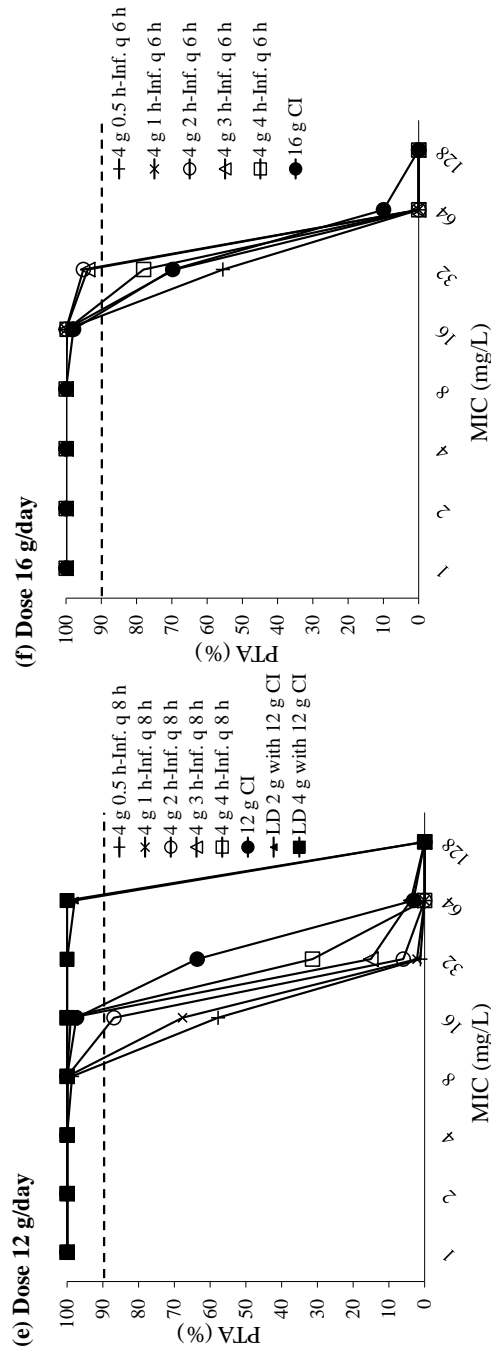 (e) Dose 12 g/day
100
90
80
70
60
50
40
30
20
10
0
PTA (%)
1
2
4
8
16
32
64
128
MIC (mg/L)
4 g 0.5 h-Inf. q 8 h
4 g 1 h-Inf. q 8 h
4 g 2 h-Inf. q 8 h
4 g 3 h-Inf. q 8 h
4 g 4 h-Inf. q 8 h
12 g CI
LD 2 g with 12 g CI
LD 4 g with 12 g CI
(f) Dose 16 g/day
100
90
80
70
60
50
40
30
20
10
0
PTA (%)
1
2
4
8
16
32
64
128
MIC (mg/L)
4 g 0.5 h-Inf. q 6 h
4 g 1 h-Inf. q 6 h
4 g 2 h-Inf. q 6 h
4 g 3 h-Inf. q 6 h
4 g 4 h-Inf. q 6 h
16 g CI